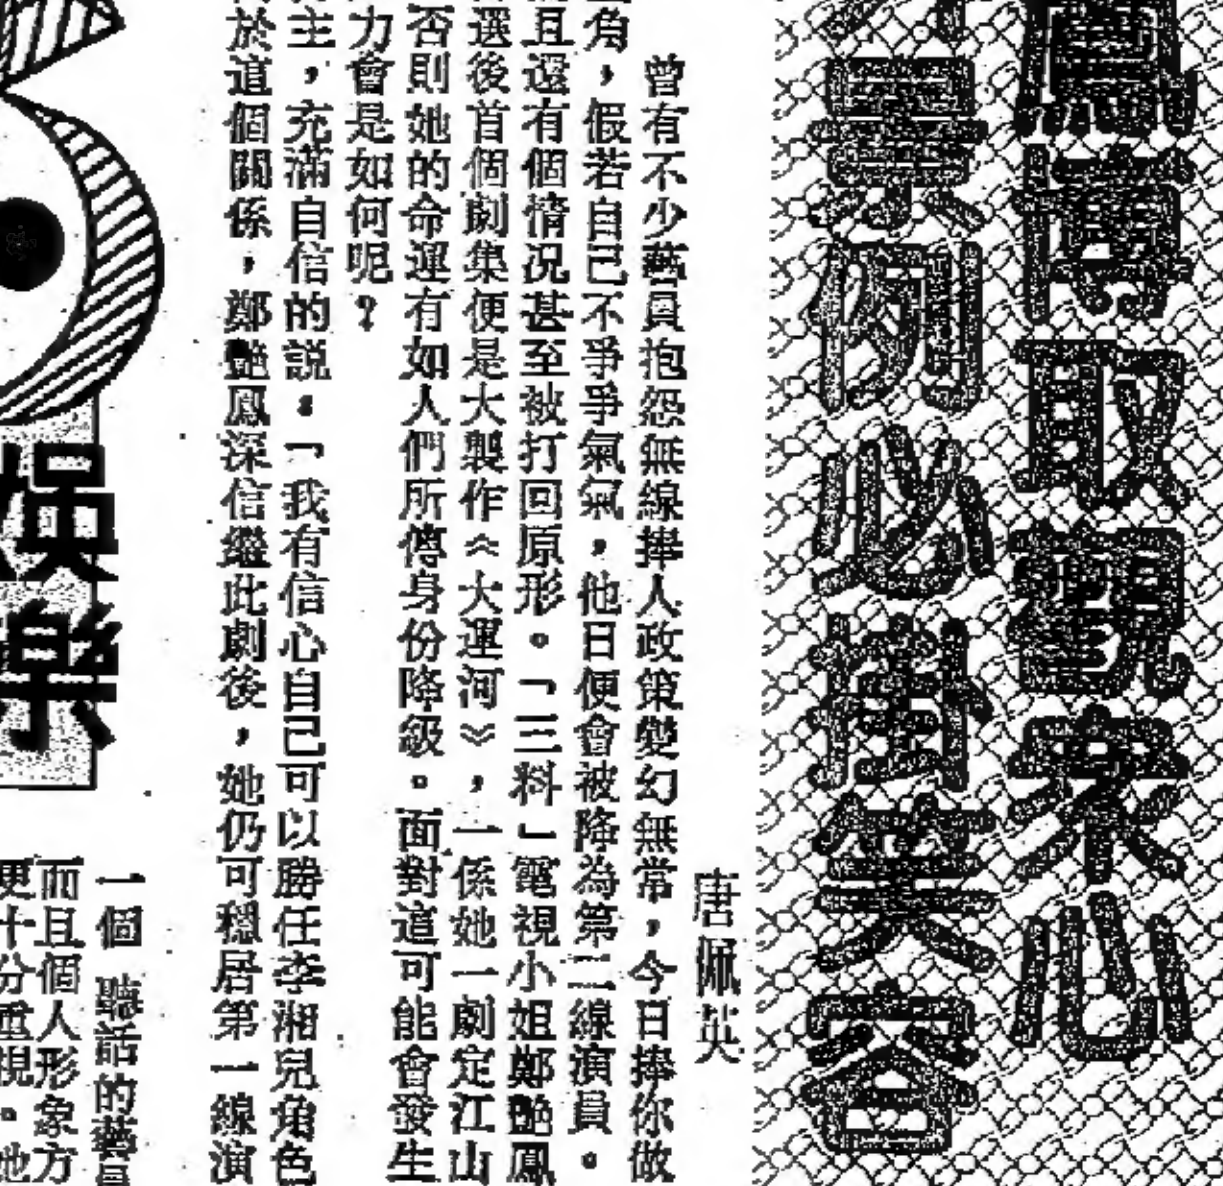 博取觀眾心
例必掛笑容
唐佩英
曾有不少藝員抱怨無線捧人政策變幻無常，今日捧你做
角，假若自己不爭爭氣氣，他日便會被降為第二線演員。
且還有個情況甚至被打回原形。「三料」電視小姐鄭艷鳳
選後首個劇集便是大製作《大運河》，一係她一劇定江山
否則她的命運有如人們所傳身份降級。面對這可能會發生
力會是如何呢？
主，充滿自信的說：「我有信心自己可以勝任李湘兒角色
於這個關係，鄭艷鳳深信繼此劇後，她仍可穩居第一線演
娛樂
一個聽話的藝員
而且個人形象方
更十分重視。她